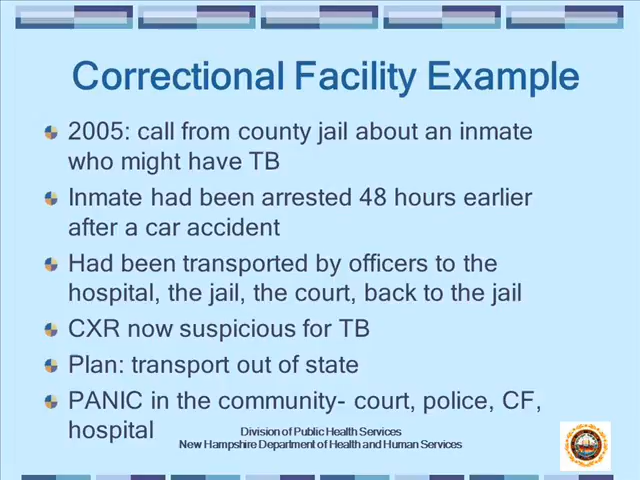 Correctional Facility Example
2005: call from county jail about an inmate
who might have TB
Inmate had been arrested 48 hours earlier
after a car accident
Had been transported by officers to the
hospital, the jail, the court, back to the jail
CXR now suspicious for TB
Plan: transport out of state
PANIC in the community- court, police, CF,
hospital
Division of Public Health Services
New Hampshire Department of Health and Human Services